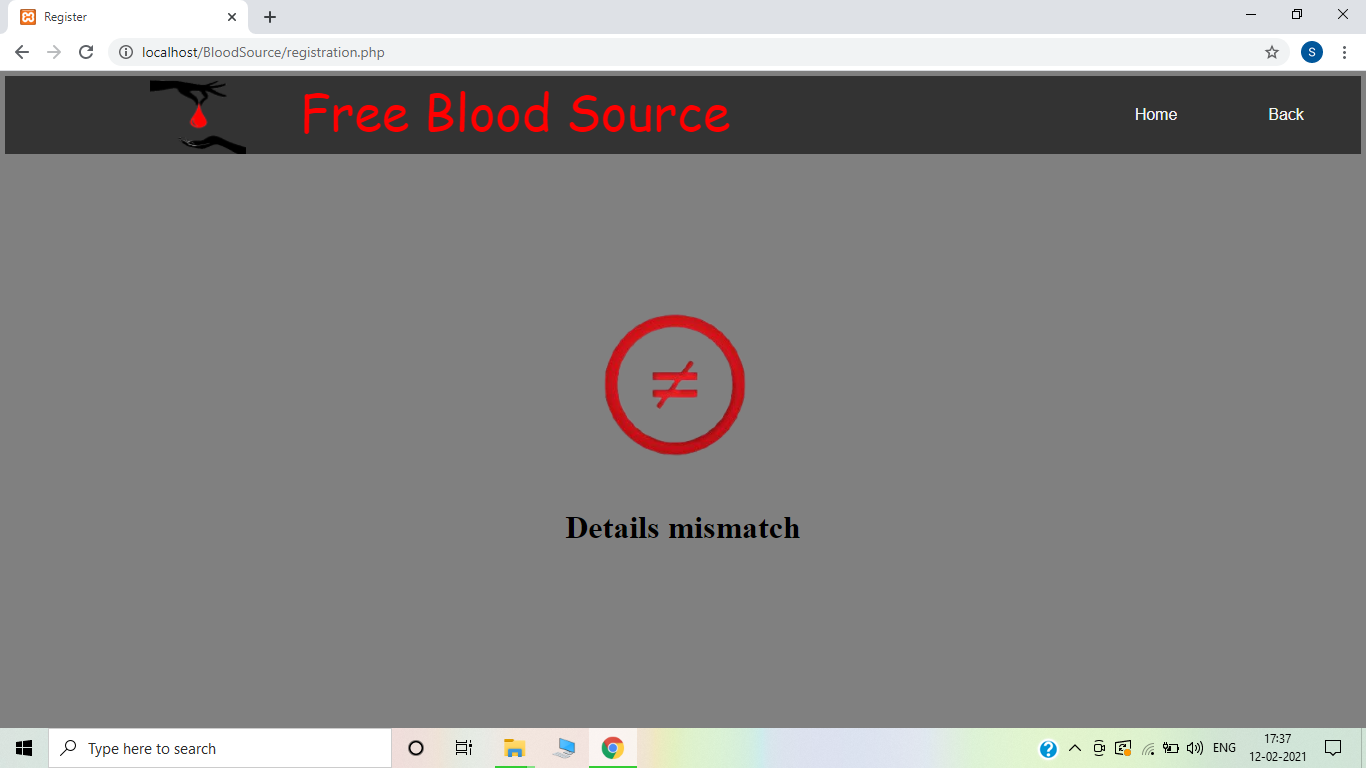 Register
localhost/BloodSource/registration.php
S
Free Blood Source
Home
Back
≠
Details mismatch
Type here to search
ENG
17:37
12-02-2021